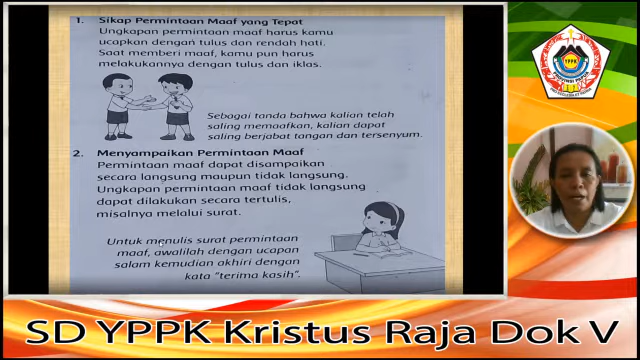 1. Sikap Permintaan Maaf yang Tepat
Ungkapan permintaan maaf harus kamu
ucapkan dengan tulus dan rendah hati.
Saat memberi maaf, kamu pun harus
melakukannya dengan tulus dan iklas.
Sebagai tanda bahwa kalian telah
saling memaafkan, kalian dapat
saling berjabat tangan dan tersenyum.
2. Menyampaikan Permintaan Maaf
Permintaan maaf dapat disampaikan
secara langsung maupun tidak langsung.
Ungkapan permintaan maaf tidak langsung
dapat dilakukan secara tertulis,
misalnya melalui surat.
Untuk menulis surat permintaan
maaf, awalilah dengan ucapan
salam kemudian akhiri dengan
kata "terima kasih".
YPPK
SD YPPK Kristus Raja Dok V